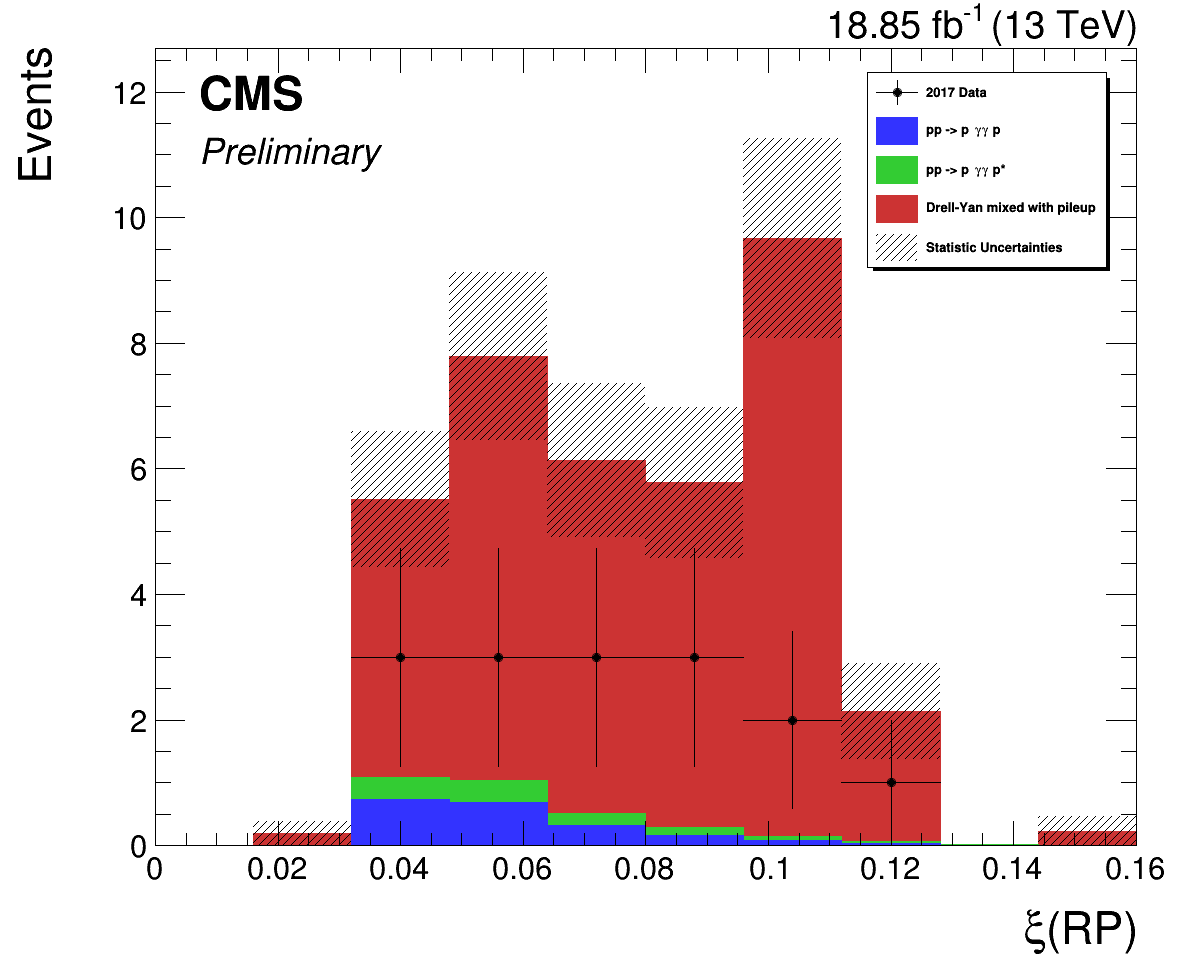 18.85 fb-1 (13 TeV)
Events
CMS
Preliminary
2017 Data
pp -> p γγ p
pp -> p γγ p*
Drell-Yan mixed with pileup
Statistic Uncertainties
12
10
8
6
4
2
0
0 0.02 0.04 0.06 0.08 0.1 0.12 0.14 0.16
ξ(RP)